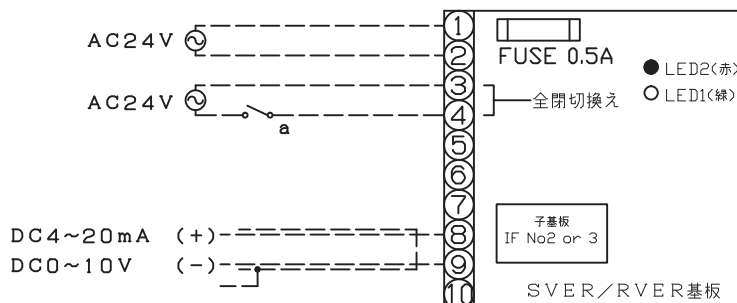 AC24V
①
②
FUSE 0.5A
LED2(赤)
LED1(緑)
AC24V
③
④
a
全閉切換え
⑤
⑥
⑦
子基板
IF No2 or 3
DC4~20mA (+)
⑧
DC0~10V (-)
⑨
⑩
SVER/RVER基板